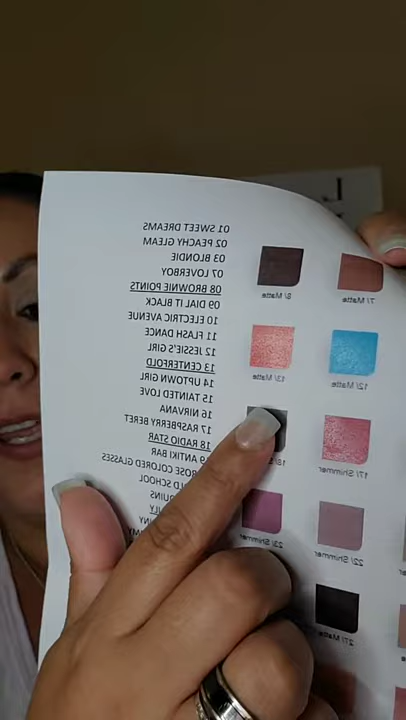 01 SWEET DREAMS
02 PEACHY GLEAM
03 BLONDIE
07 LOVERBOY
08 BROWNIE POINTS
09 DIAL IT BLACK
10 ELECTRIC AVENUE
11 FLASH DANCE
12 JESSIE'S GIRL
13 CENTERFOLD
14 UPTOWN GIRL
15 TAINTED LOVE
16 NIRVANA
17 RASPBERRY BERET
18 RADIO STAR
BAR
ROSE COLORED GLASSES
SCHOOL
7/ Matte
8/ Matte
12/ Matte
13/ Matte
17/ Shimmer
18/
22/ Shimmer
23/ Shimmer
27/ Matte